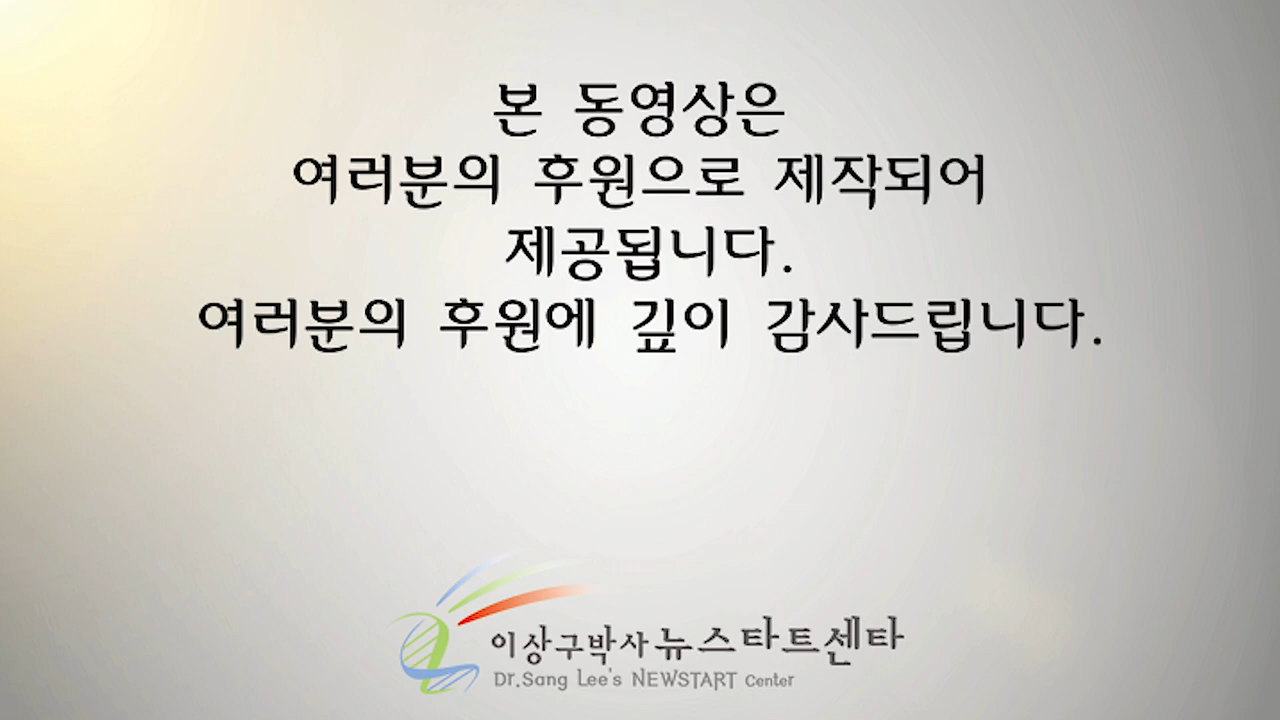 본 동영상은
여러분의 후원으로 제작되어
제공됩니다.
여러분의 후원에 깊이 감사드립니다.
이상구박사 뉴스타트센타
Dr.Sang Lee's NEWSTART Center